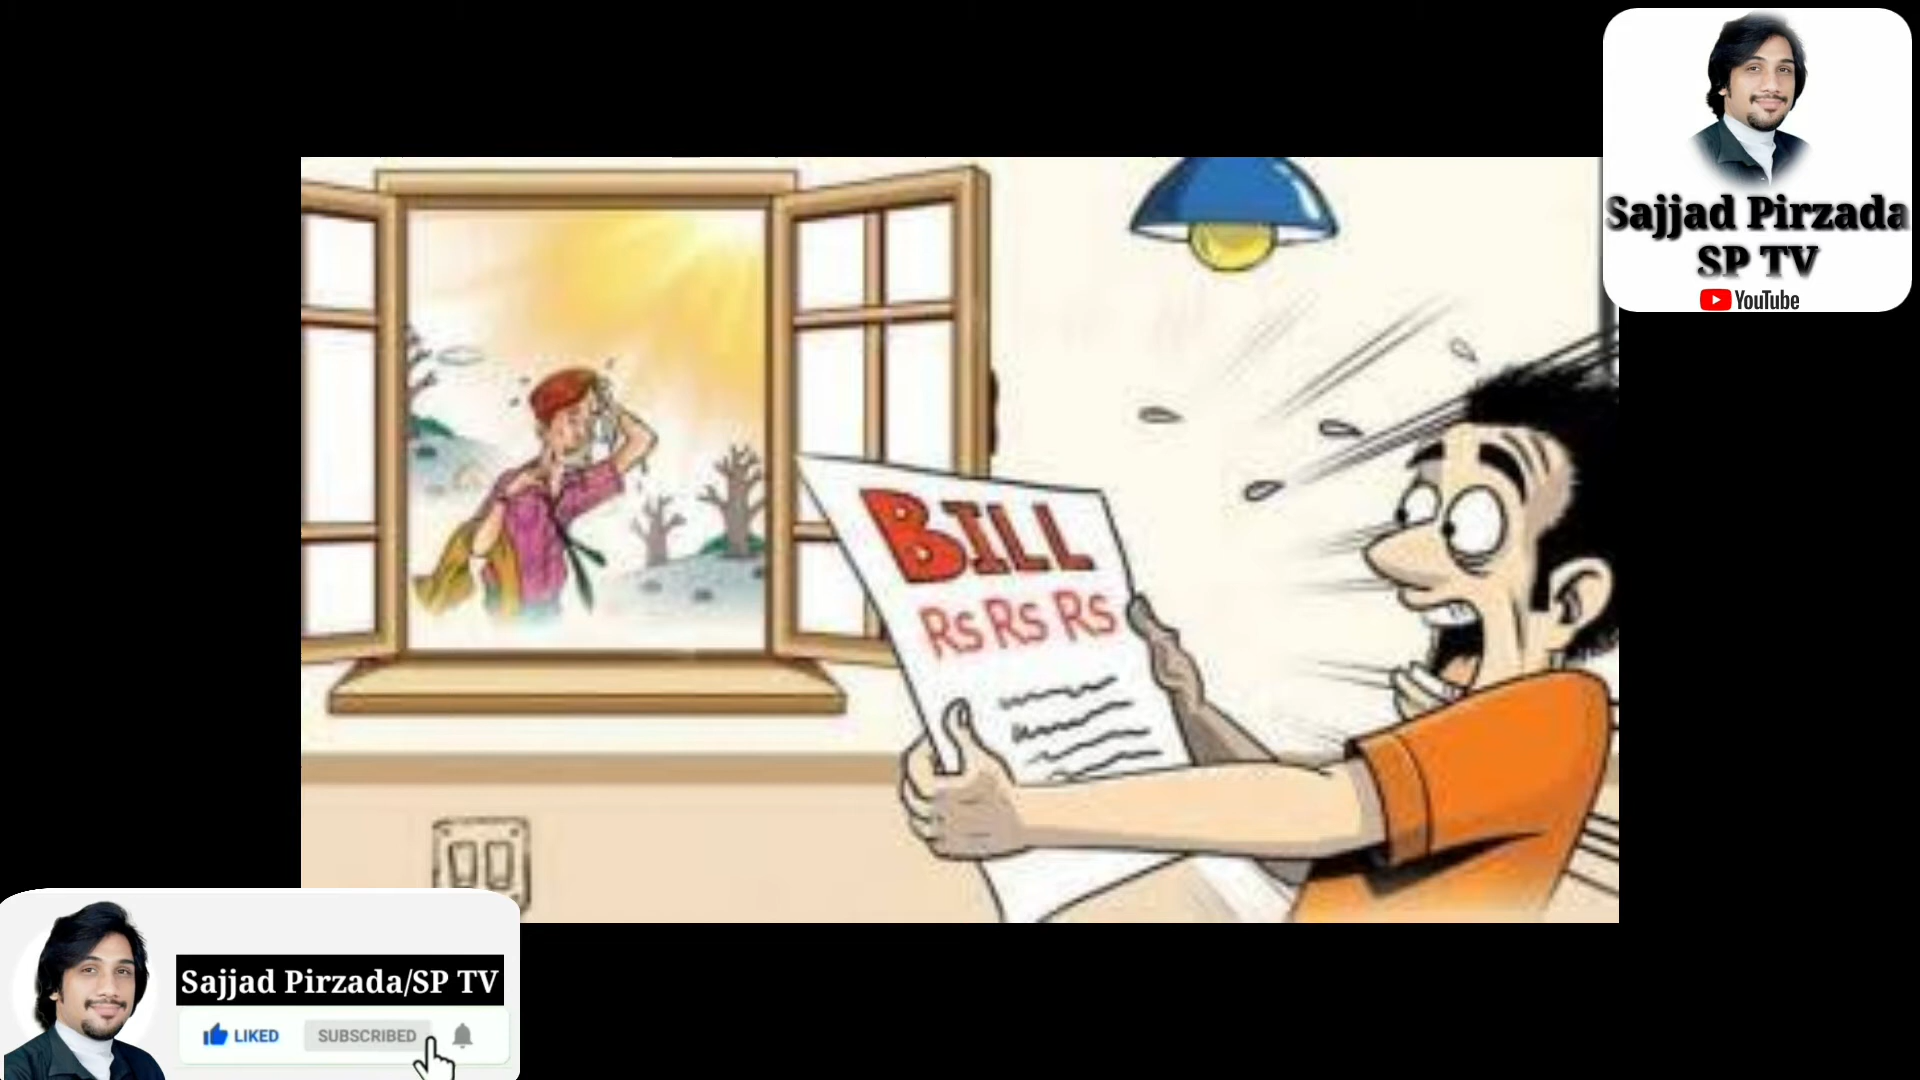 Sajjad Pirzada
SP TV
YouTube
BILL
Rs Rs Rs
Sajjad Pirzada/SP TV
LIKED
SUBSCRIBED